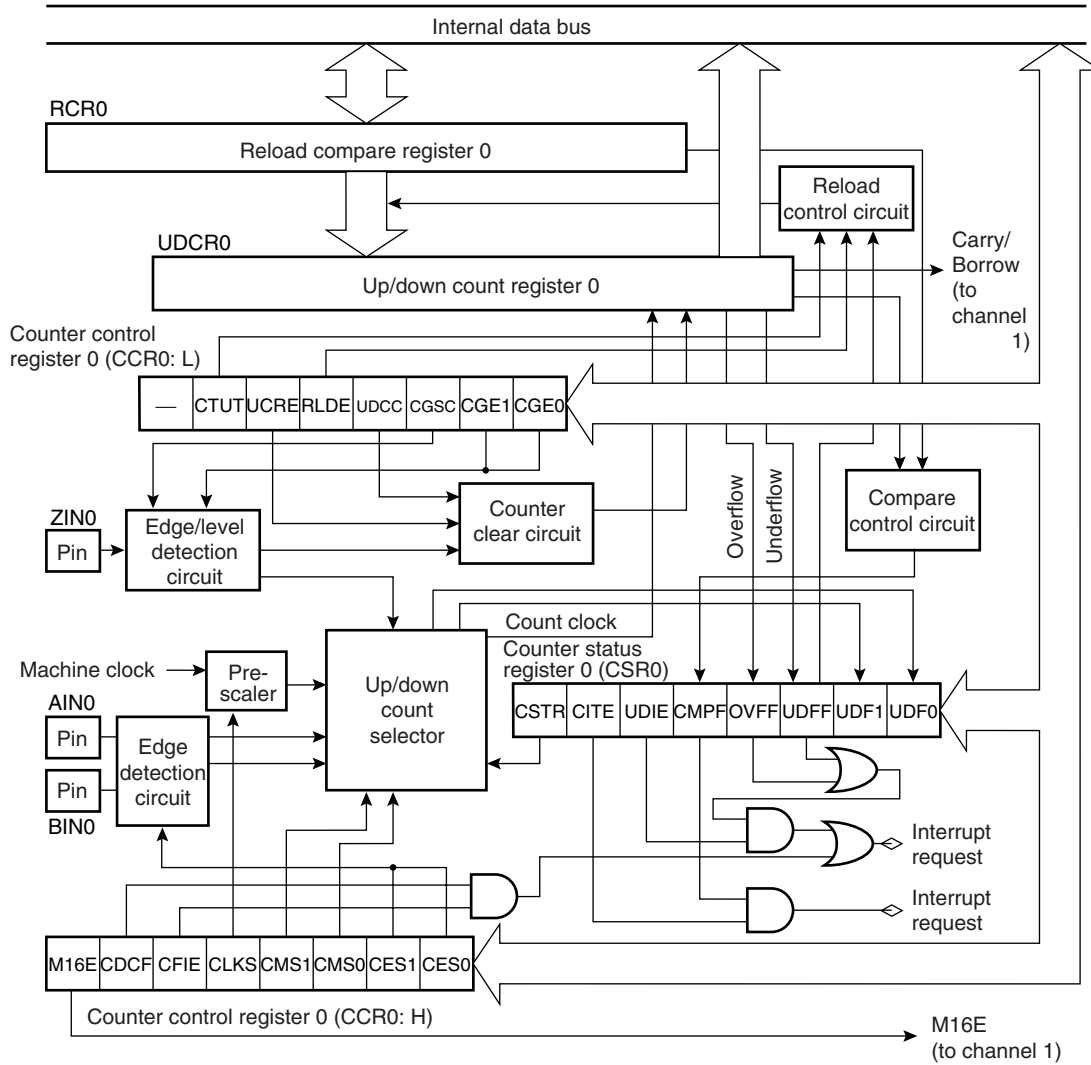 Internal data bus
RCR0
Reload compare register 0
Reload
control circuit
UDCR0
Up/down count register 0
Carry/
Borrow
(to
channel
1)
Counter control
register 0 (CCR0: L)
— CTUT UCRE RLDE UDCC CGSC CGE1 CGE0
Overflow
Underflow
Compare
control circuit
ZIN0
Pin
Edge/level
detection
circuit
Counter
clear circuit
Count clock
Counter status
register 0 (CSR0)
Machine clock
Pre-
scaler
Up/down
count
selector
CSTR CITE UDIE CMPF OVFF UDFF UDF1 UDF0
AIN0
Pin
Edge
detection
circuit
Pin
BIN0
Interrupt
request
Interrupt
request
M16E CDCF CFIE CLKS CMS1 CMS0 CES1 CES0
Counter control register 0 (CCR0: H)
M16E
(to channel 1)